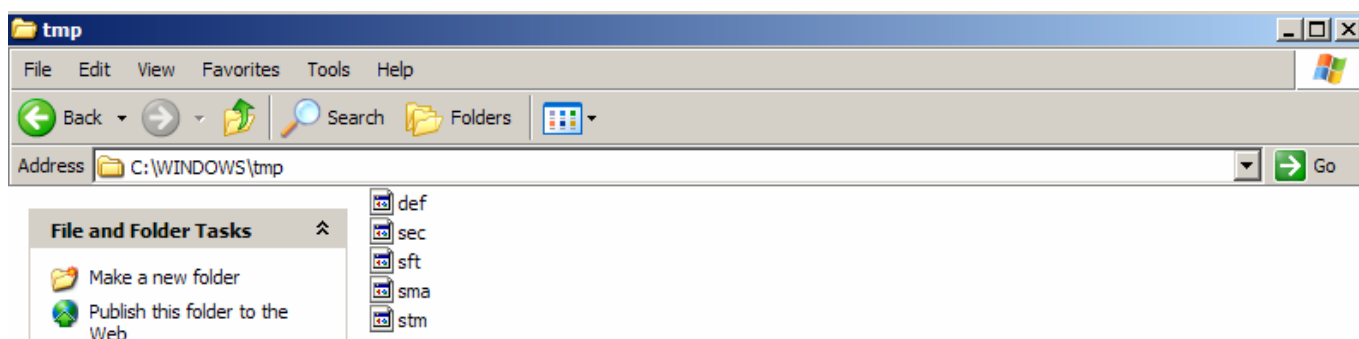 tmp
File Edit View Favorites Tools Help
Back Search Folders
Address C:\WINDOWS\tmp Go
File and Folder Tasks
Make a new folder
Publish this folder to the
Web
def
sec
sft
sma
stm